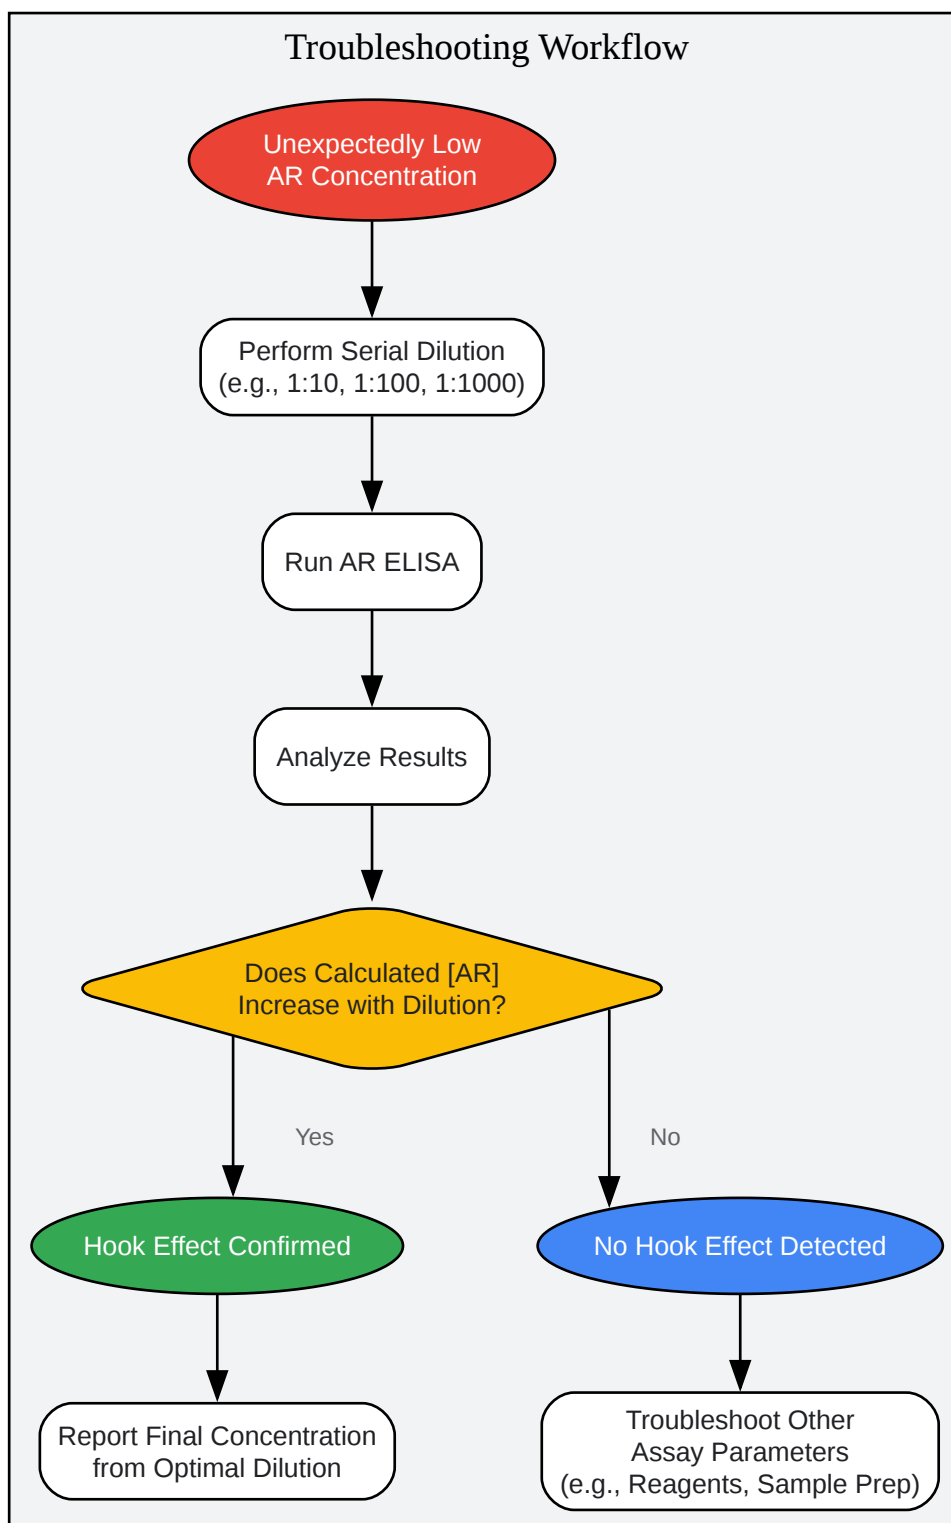 Troubleshooting Workflow
Unexpectedly Low
AR Concentration
Perform Serial Dilution
(e.g., 1:10, 1:100, 1:1000)
Run AR ELISA
Analyze Results
Does Calculated [AR]
Increase with Dilution?
Yes
No
Hook Effect Confirmed
No Hook Effect Detected
Report Final Concentration
from Optimal Dilution
Troubleshoot Other
Assay Parameters
(e.g., Reagents, Sample Prep)